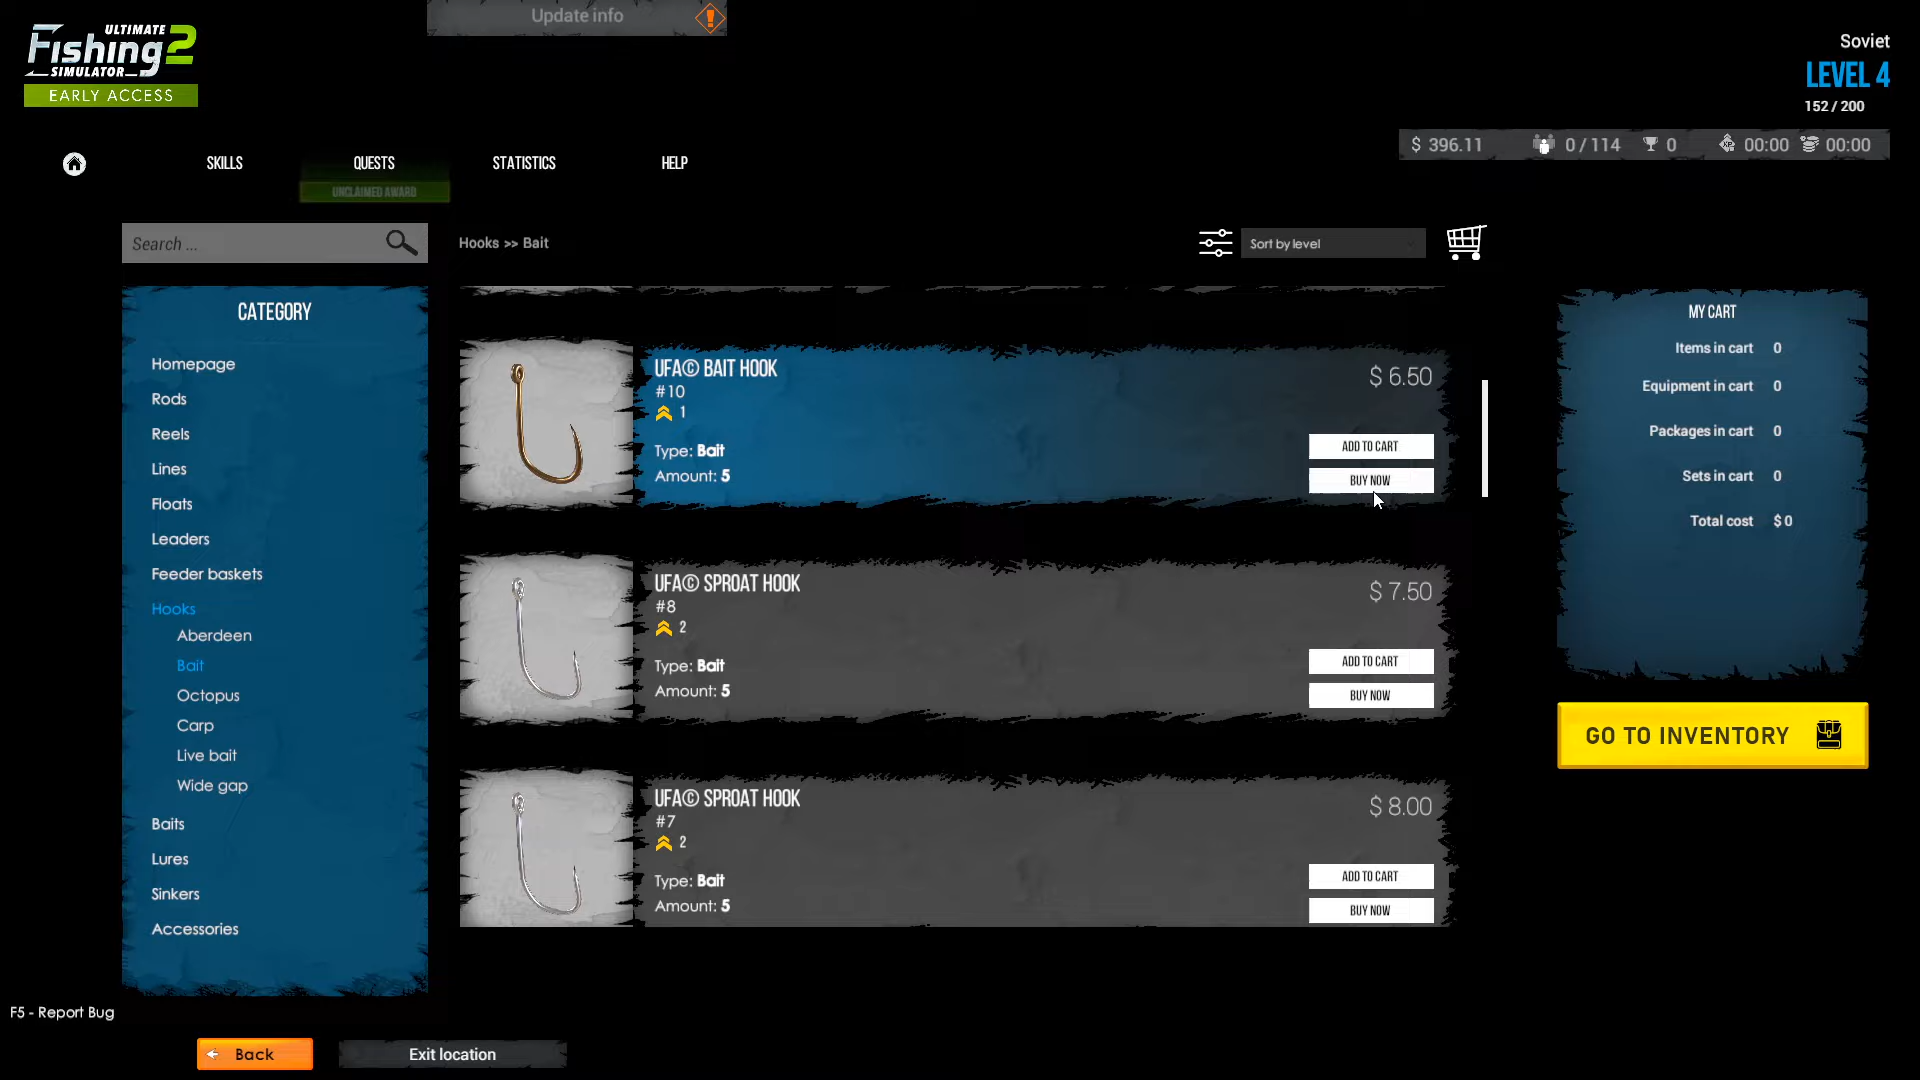 Update info
ULTIMATE
Fishing 2
SIMULATOR
EARLY ACCESS
Soviet
LEVEL 4
152 / 200
$ 396.11 0 / 114 0 XP 00:00 00:00
SKILLS QUESTS STATISTICS HELP
UNCLAIMED AWARD
Search ...
Hooks >> Bait
Sort by level
CATEGORY
Homepage
Rods
Reels
Lines
Floats
Leaders
Feeder baskets
Hooks
Aberdeen
Bait
Octopus
Carp
Live bait
Wide gap
Baits
Lures
Sinkers
Accessories
UFA© BAIT HOOK
#10
1
Type: Bait
Amount: 5
$ 6.50
ADD TO CART
BUY NOW
UFA© SPROAT HOOK
#8
2
Type: Bait
Amount: 5
$ 7.50
ADD TO CART
BUY NOW
UFA© SPROAT HOOK
#7
2
Type: Bait
Amount: 5
$ 8.00
ADD TO CART
BUY NOW
MY CART
Items in cart 0
Equipment in cart 0
Packages in cart 0
Sets in cart 0
Total cost $ 0
GO TO INVENTORY
F5 - Report Bug
Back
Exit location